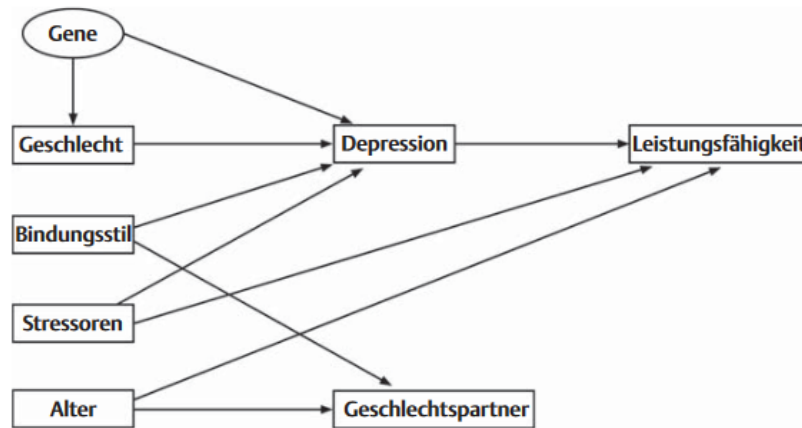 Gene
Geschlecht
Depression
Leistungsfähigkeit
Bindungsstil
Stressoren
Alter
Geschlechtspartner